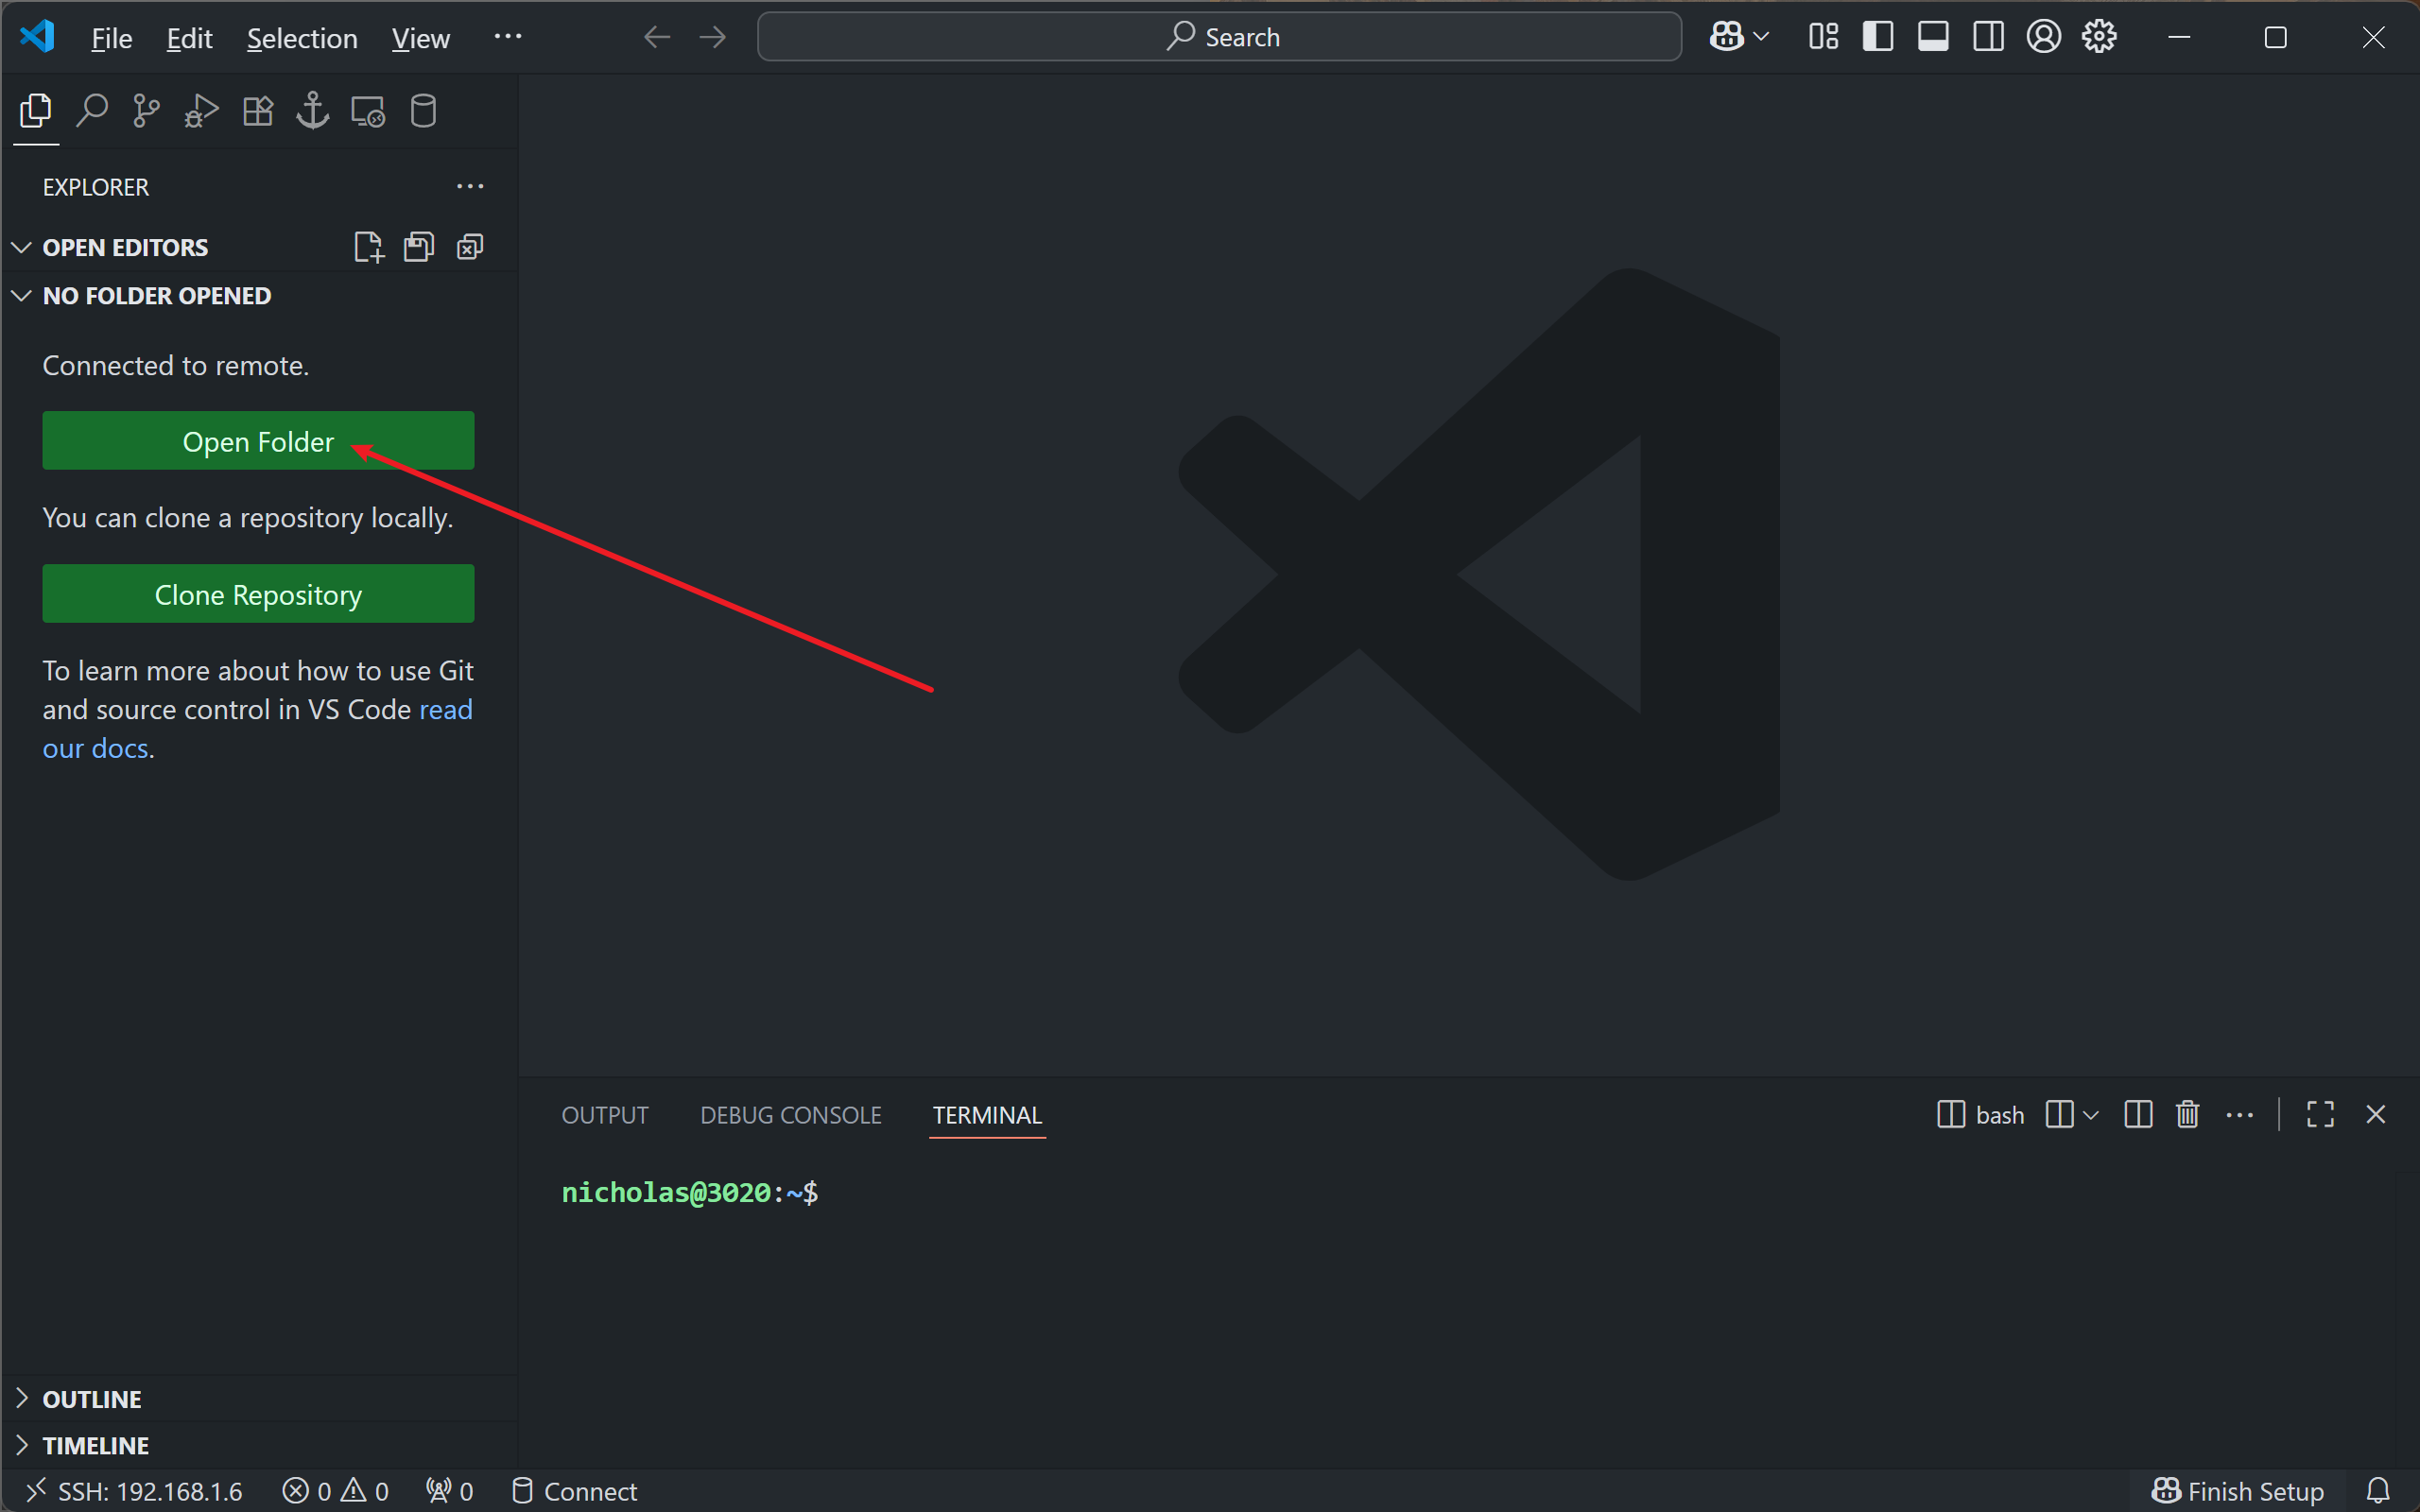 File Edit Selection View ···
Search
EXPLORER
OPEN EDITORS
NO FOLDER OPENED
Connected to remote.
Open Folder
You can clone a repository locally.
Clone Repository
To learn more about how to use Git
and source control in VS Code read
our docs.
OUTPUT DEBUG CONSOLE TERMINAL
bash
nicholas@3020:~$
OUTLINE
TIMELINE
SSH: 192.168.1.6 0 0 0 Connect Finish Setup